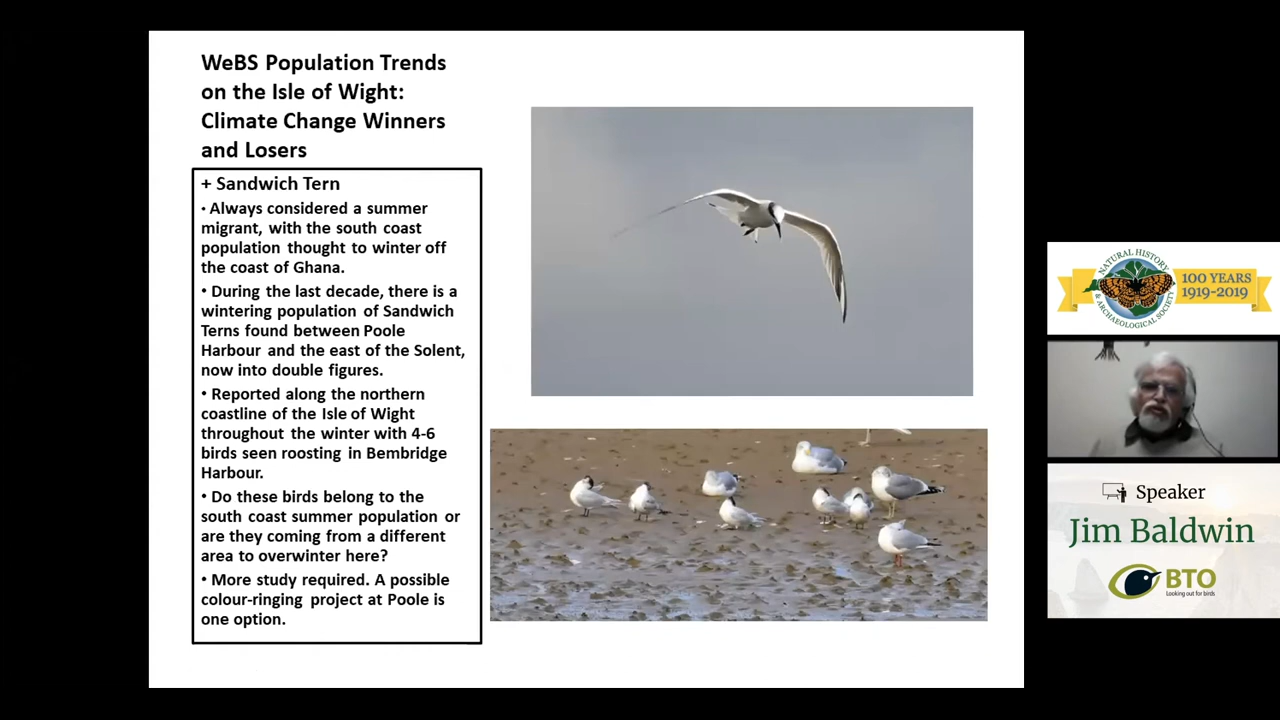 WeBS Population Trends
on the Isle of Wight:
Climate Change Winners
and Losers
+ Sandwich Tern
• Always considered a summer
migrant, with the south coast
population thought to winter off
the coast of Ghana.
• During the last decade, there is a
wintering population of Sandwich
Terns found between Poole
Harbour and the east of the Solent,
now into double figures.
• Reported along the northern
coastline of the Isle of Wight
throughout the winter with 4-6
birds seen roosting in Bembridge
Harbour.
• Do these birds belong to the
south coast summer population or
are they coming from a different
area to overwinter here?
• More study required. A possible
colour-ringing project at Poole is
one option.
NATURAL HISTORY
& ARCHAEOLOGICAL SOCIETY
100 YEARS
1919-2019
Speaker
Jim Baldwin
BTO
Looking out for birds